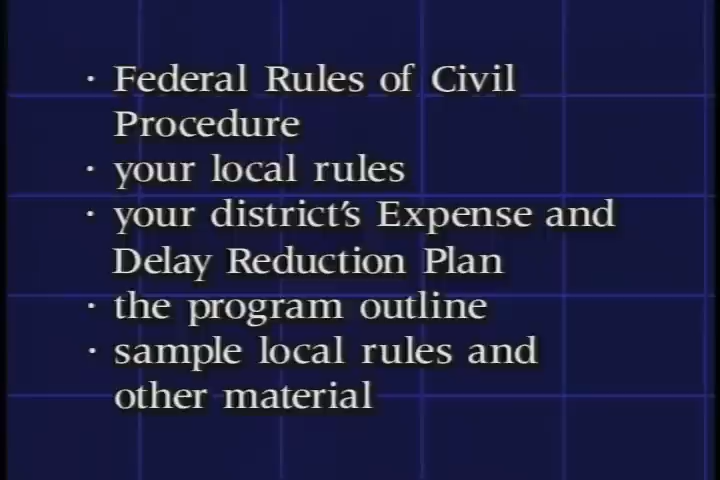 · Federal Rules of Civil
Procedure
· your local rules
· your district's Expense and
Delay Reduction Plan
· the program outline
· sample local rules and
other material